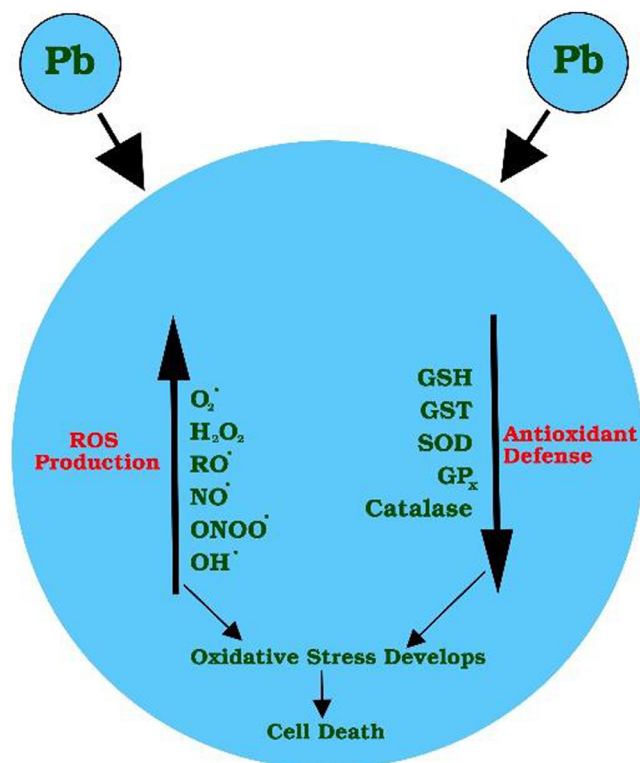 Pb
Pb
ROS
Production
O₂˙
H₂O₂
RO˙
NO˙
ONOO˙
OH˙
GSH
GST
SOD
GPₓ
Catalase
Antioxidant
Defense
Oxidative Stress Develops
Cell Death